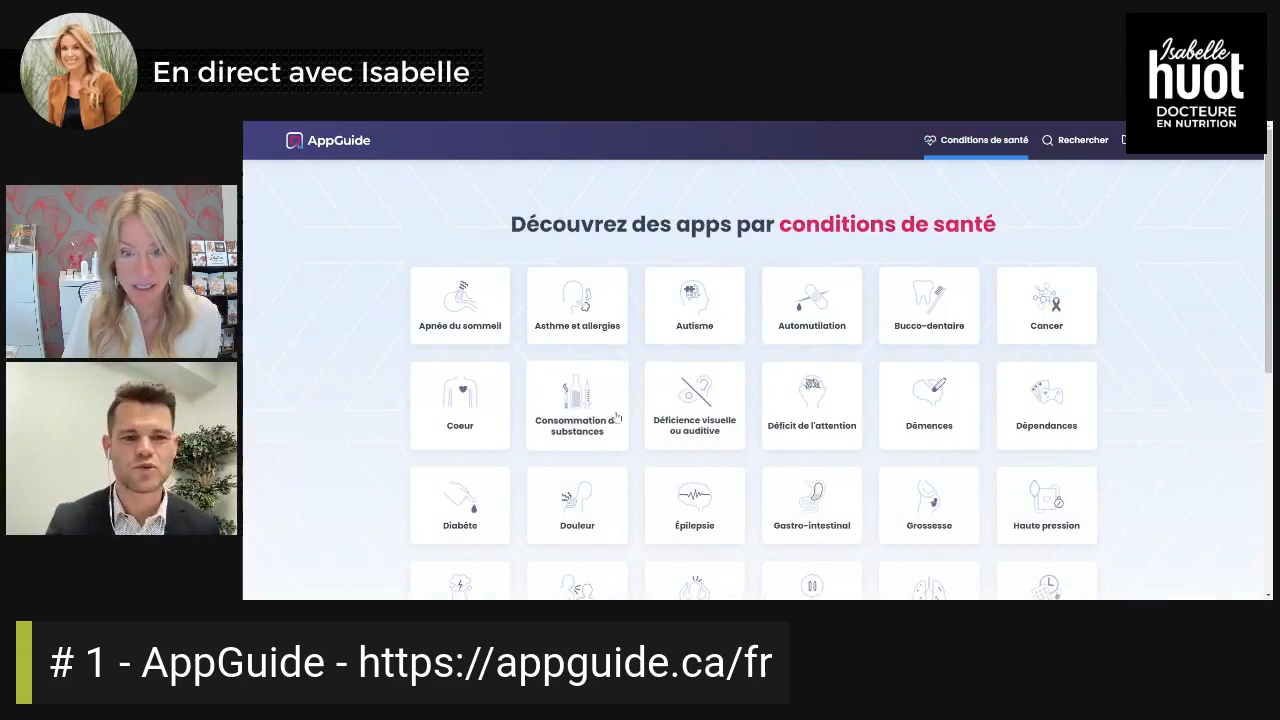 En direct avec Isabelle
Isabelle
huot
DOCTEURE
EN NUTRITION
AppGuide
Conditions de santé
Rechercher
Découvrez des apps par conditions de santé
Apnée du sommeil
Asthme et allergies
Autisme
Automutilation
Bucco-dentaire
Cancer
Coeur
Consommation de
substances
Déficience visuelle
ou auditive
Déficit de l'attention
Démences
Dépendances
Diabète
Douleur
Épilepsie
Gastro-intestinal
Grossesse
Haute pression
# 1 - AppGuide - https://appguide.ca/fr